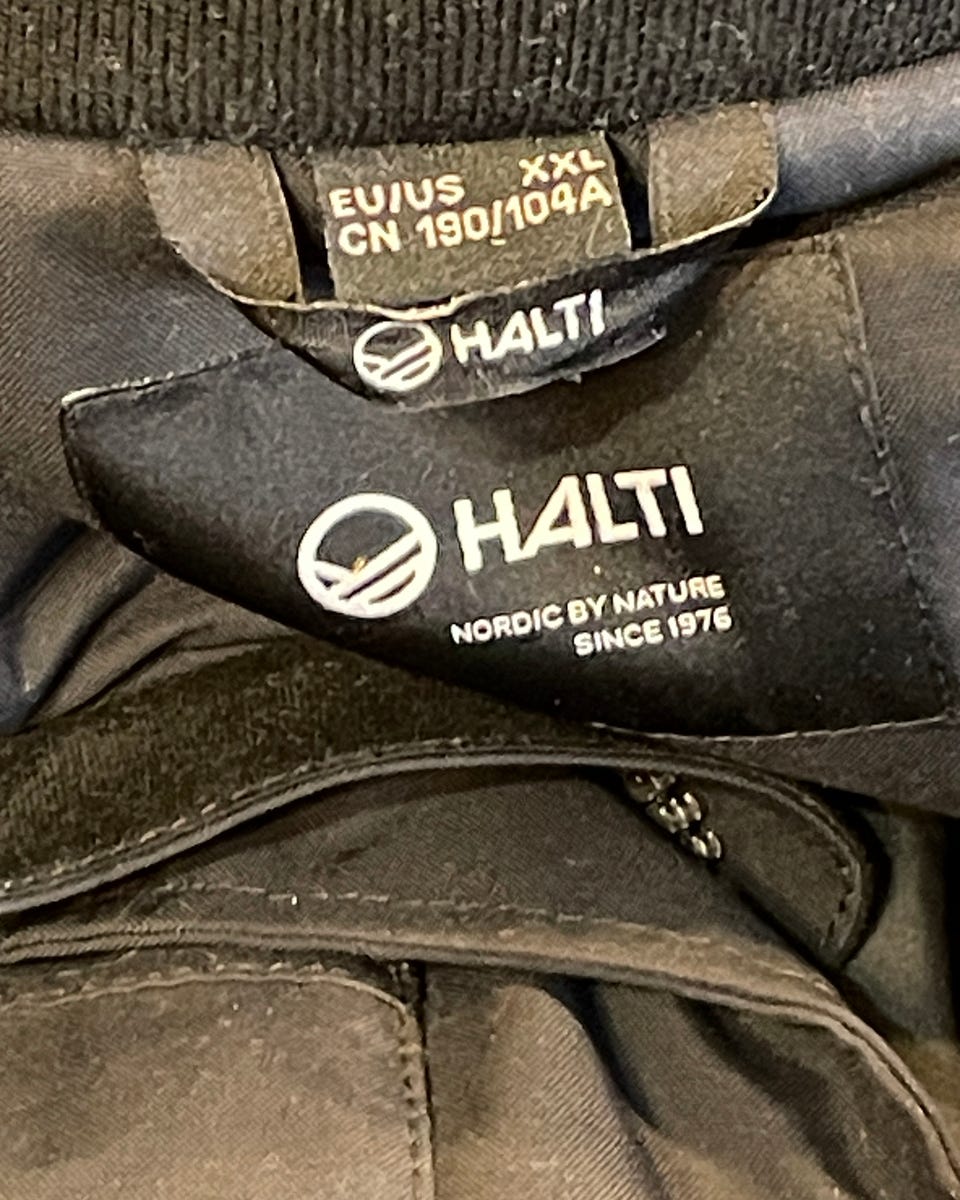 EU/US XXL
CN 190/104A
HALTI
HALTI
NORDIC BY NATURE
SINCE 1976